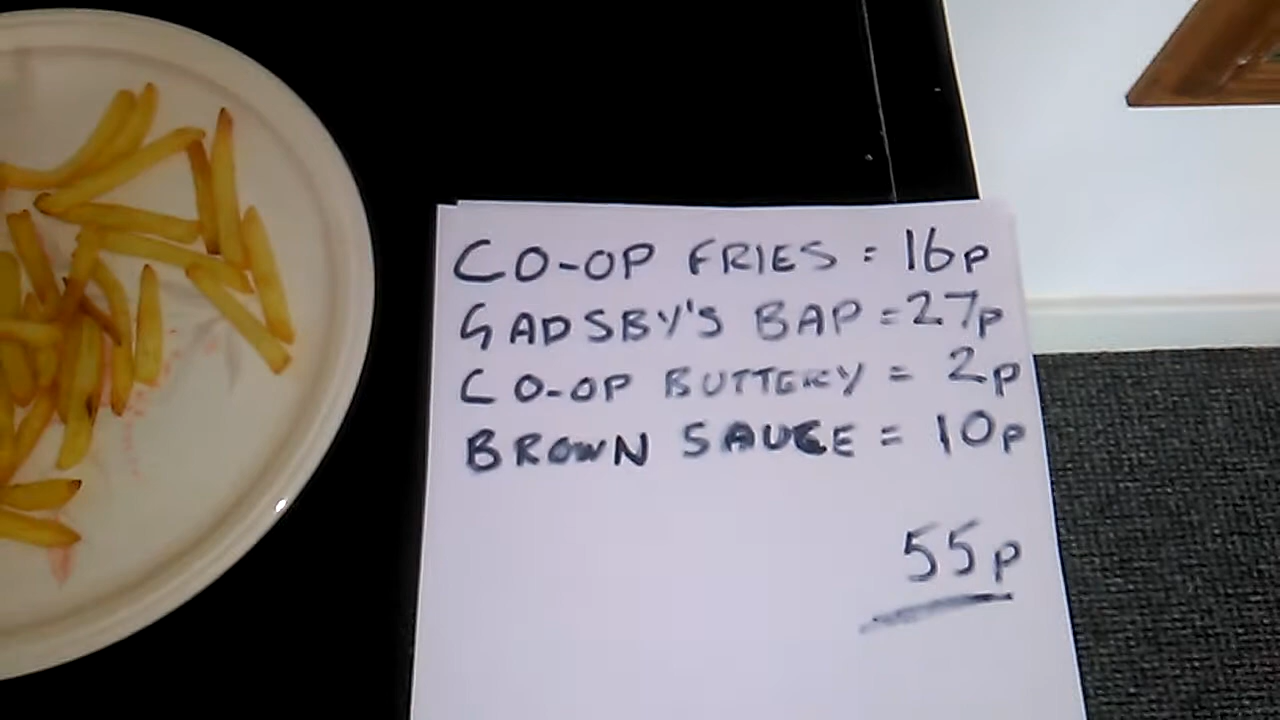 CO-OP FRIES = 16p
GADSBY'S BAP = 27p
CO-OP BUTTERY = 2p
BROWN SAUCE = 10p
55p